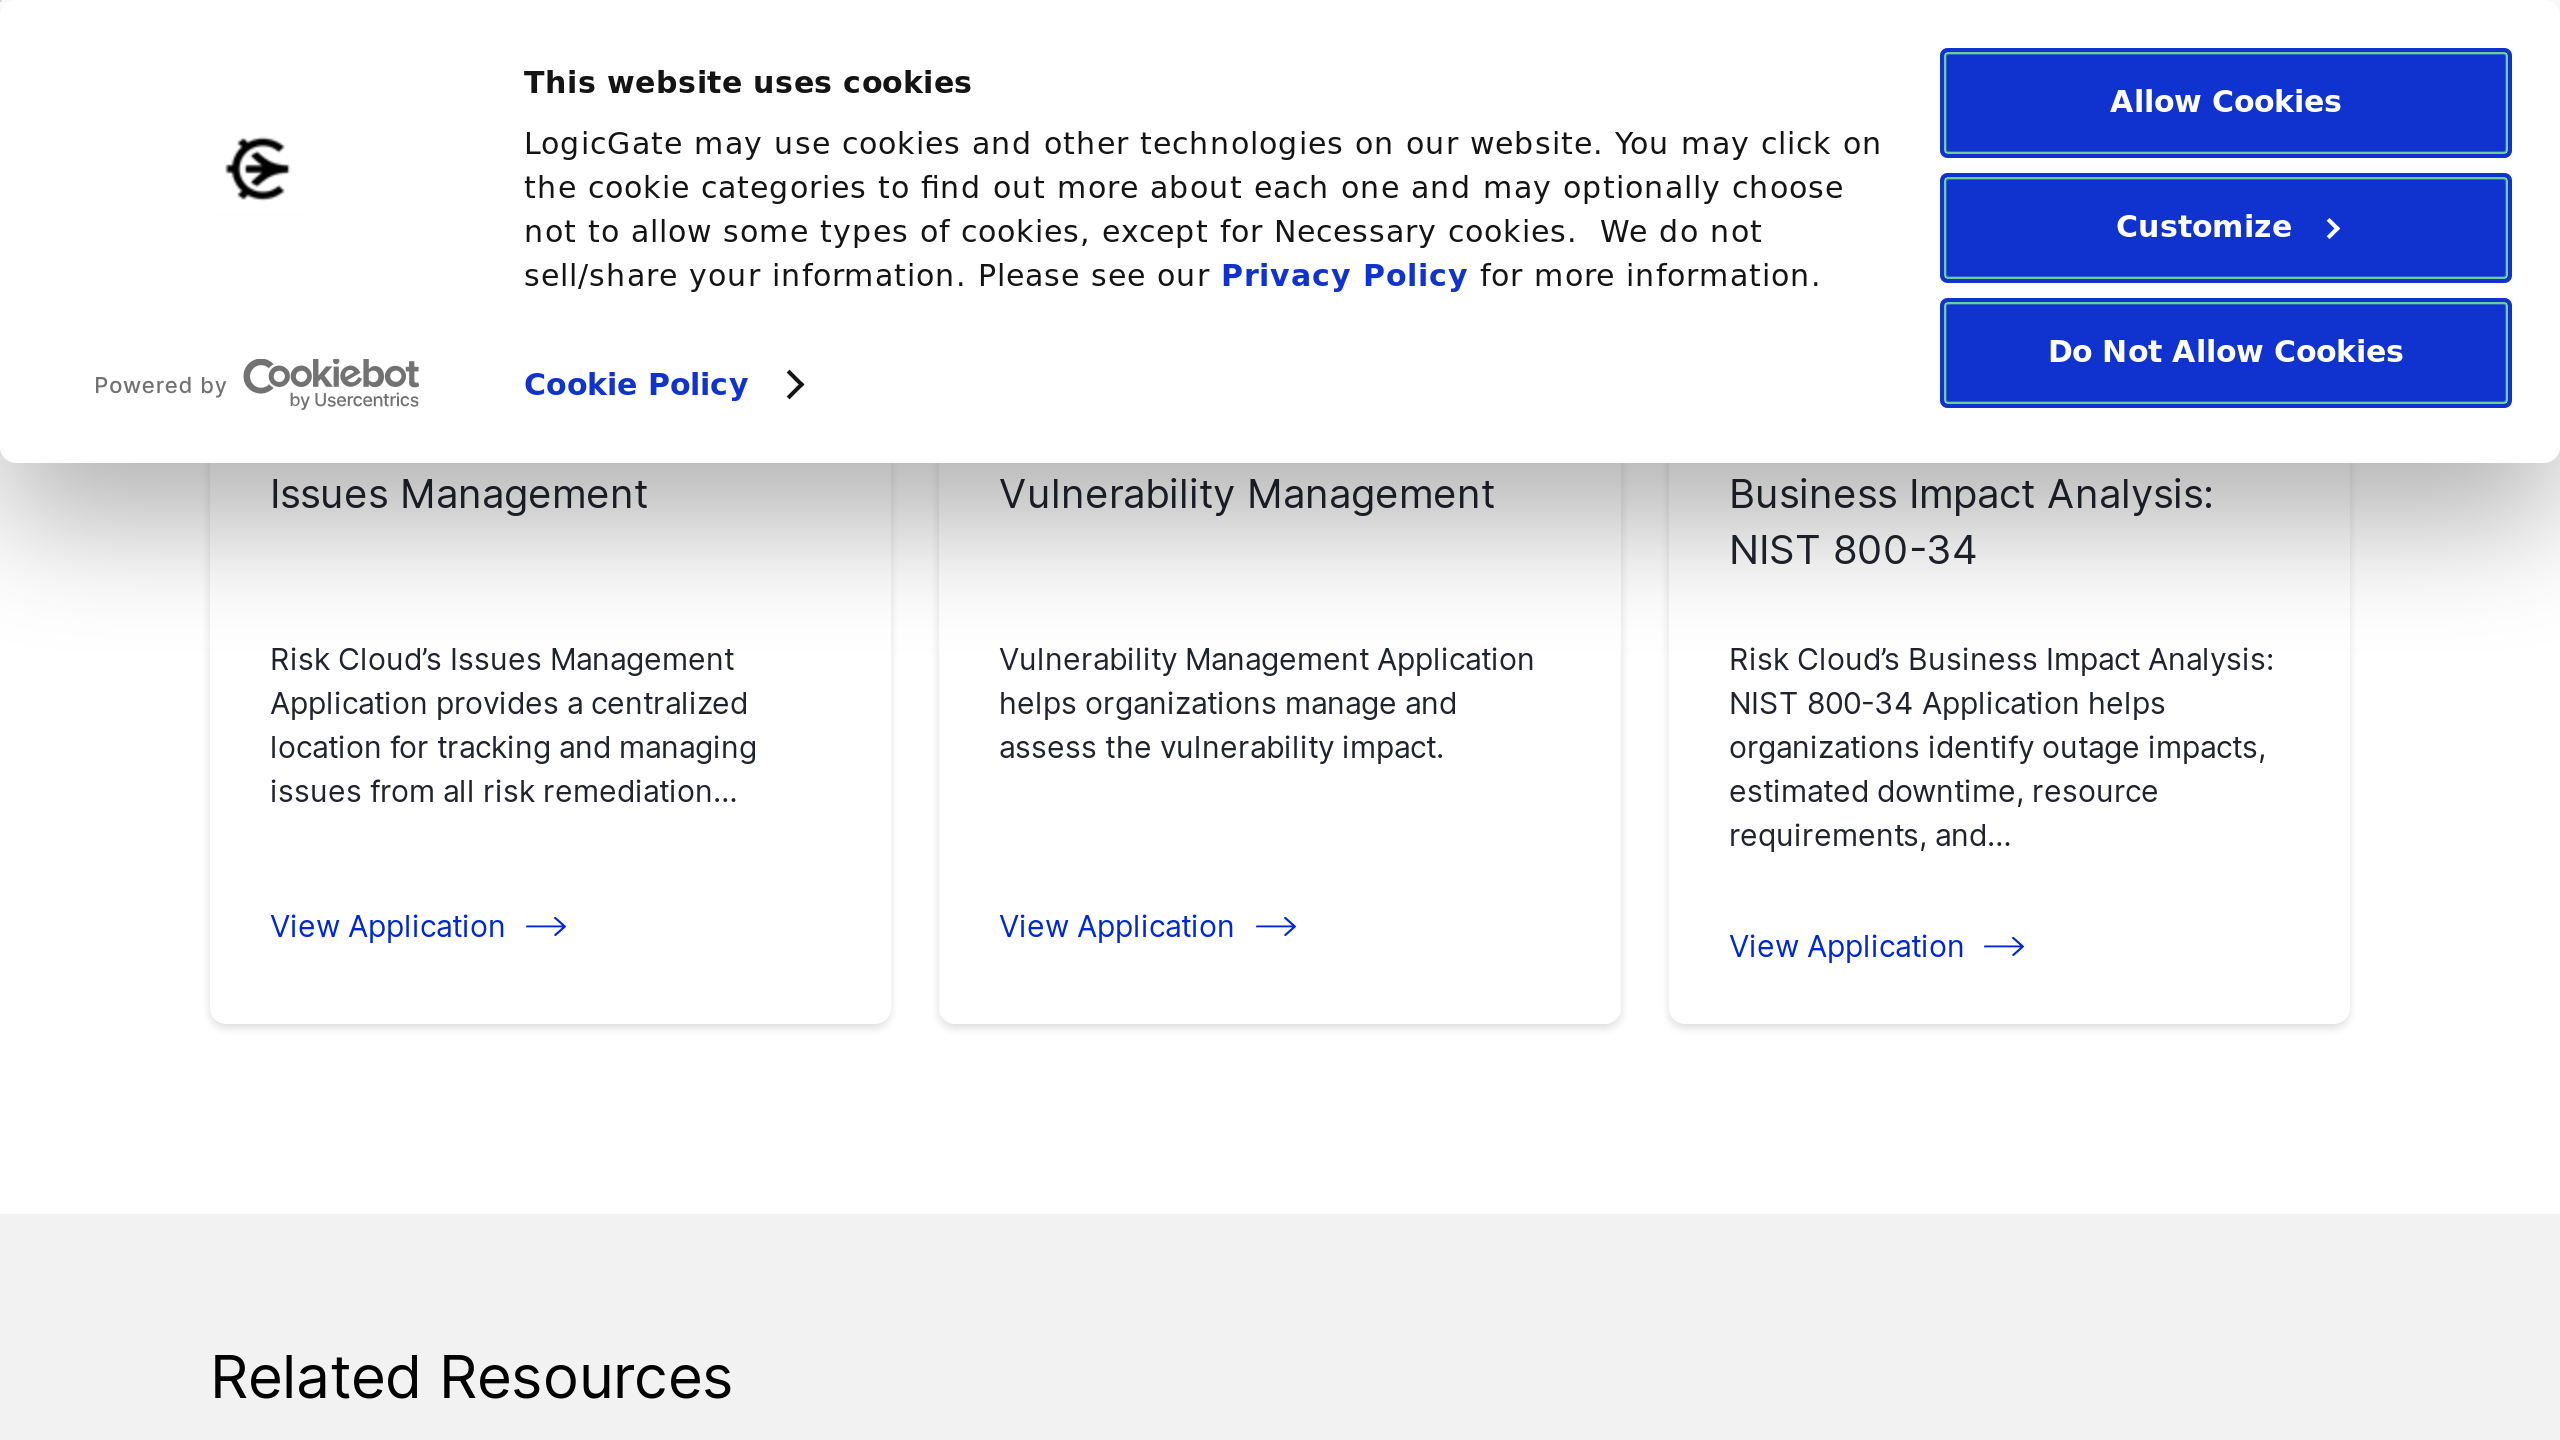 This website uses cookies
LogicGate may use cookies and other technologies on our website. You may click on
the cookie categories to find out more about each one and may optionally choose
not to allow some types of cookies, except for Necessary cookies.  We do not
sell/share your information. Please see our Privacy Policy for more information.
Powered by Cookiebot
by Usercentrics
Cookie Policy
Allow Cookies
Customize
Do Not Allow Cookies
Issues Management
Risk Cloud’s Issues Management
Application provides a centralized
location for tracking and managing
issues from all risk remediation...
View Application
Vulnerability Management
Vulnerability Management Application
helps organizations manage and
assess the vulnerability impact.
View Application
Business Impact Analysis:
NIST 800-34
Risk Cloud’s Business Impact Analysis:
NIST 800-34 Application helps
organizations identify outage impacts,
estimated downtime, resource
requirements, and...
View Application
Related Resources